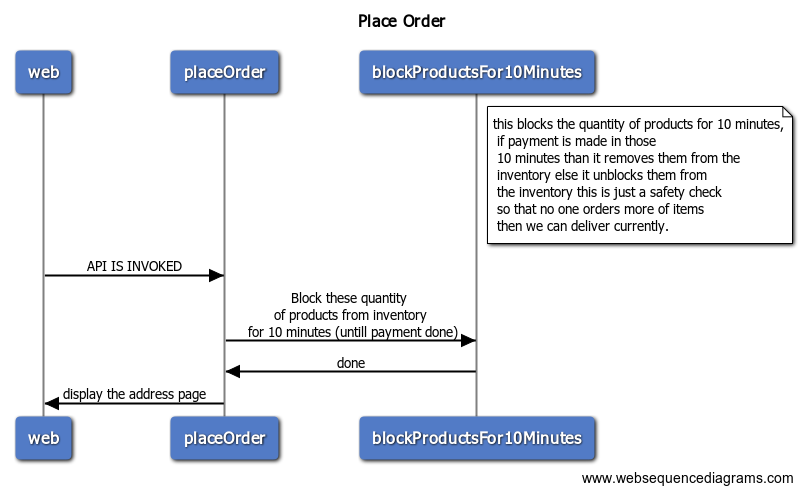 Place Order
web
placeOrder
blockProductsFor10Minutes
this blocks the quantity of products for 10 minutes,
if payment is made in those
10 minutes than it removes them from the
inventory else it unblocks them from
the inventory this is just a safety check
so that no one orders more of items
then we can deliver currently.
API IS INVOKED
Block these quantity
of products from inventory
for 10 minutes (untill payment done)
done
display the address page
web
placeOrder
blockProductsFor10Minutes
www.websequencediagrams.com